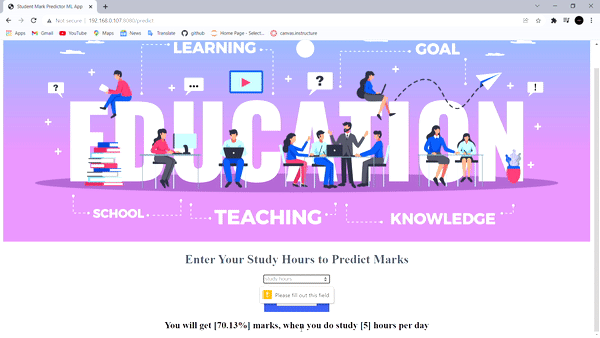 Student Mark Predictor ML App
Not secure | 192.168.0.107:8080/predict
Apps Gmail YouTube Maps News Translate github Home Page - Select... canvas.instructure
LEARNING
GOAL
?
...
?
!
EDUCATION
SCHOOL
TEACHING
KNOWLEDGE
Enter Your Study Hours to Predict Marks
study hours
! Please fill out this field
You will get [70.13%] marks, when you do study [5] hours per day